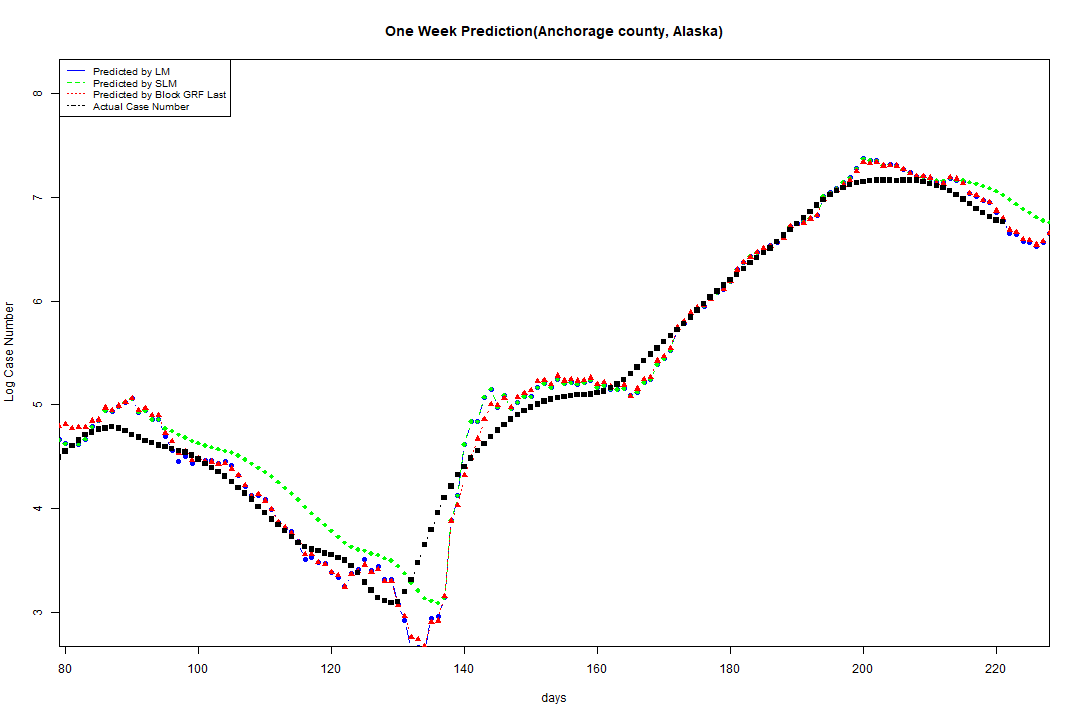 One Week Prediction(Anchorage county, Alaska)
Predicted by LM
Predicted by SLM
Predicted by Block GRF Last
Actual Case Number
8
7
6
5
4
3
Log Case Number
80 100 120 140 160 180 200 220
days